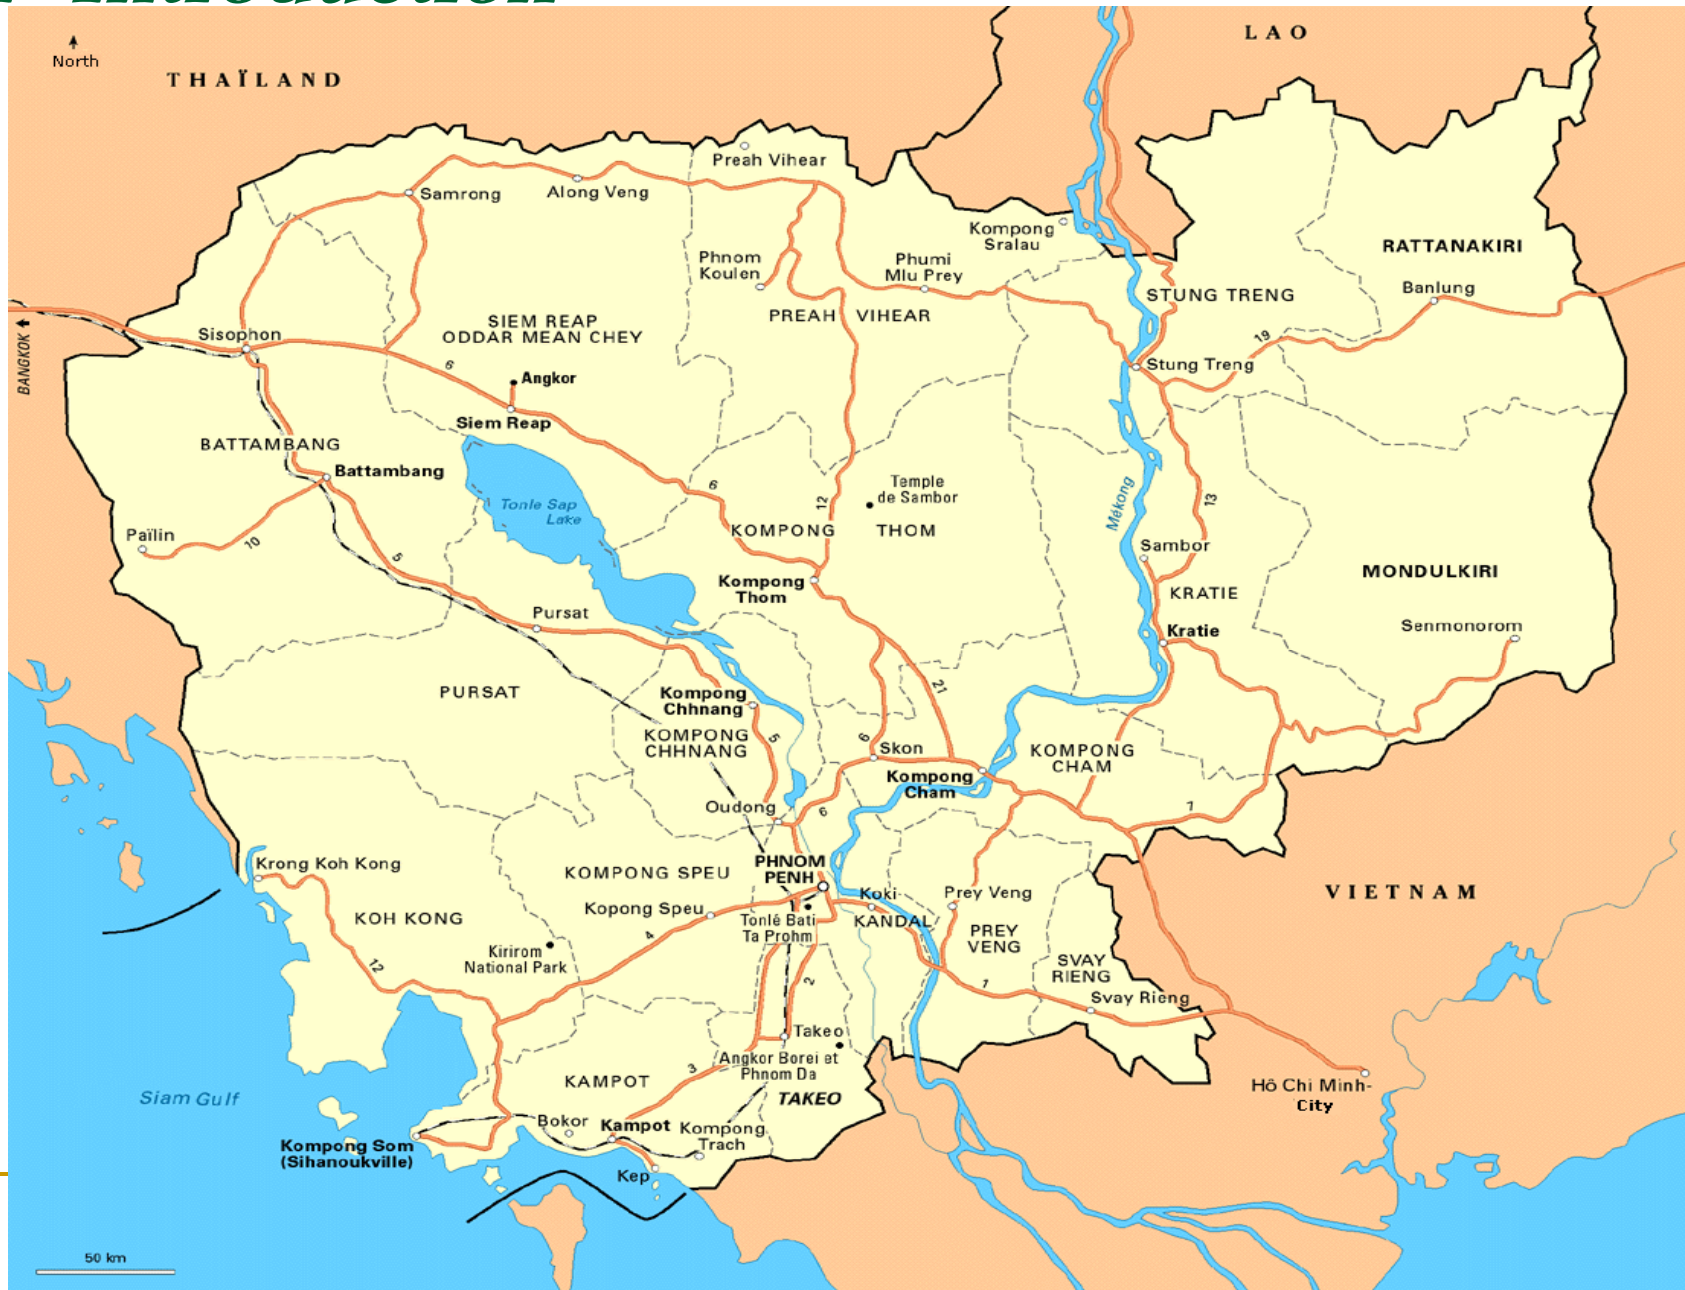 Introduction
North
THAÏLAND
LAO
Preah Vihear
Samrong
Along Veng
Kompong
Sralau
Phnom
Koulen
Phumi
Mlu Prey
RATTANAKIRI
Banlung
STUNG TRENG
PREAH VIHEAR
SIEM REAP
ODDAR MEAN CHEY
Sisophon
BANGKOK
6
19
Stung Treng
Angkor
Siem Reap
BATTAMBANG
Battambang
Tonle Sap
Lake
6
12
Temple
de Sambor
Mékong
13
Païlin
10
5
KOMPONG THOM
Sambor
Kompong
Thom
KRATIE
MONDULKIRI
Pursat
Kratie
Senmonorom
PURSAT
Kompong
Chhnang
21
KOMPONG
CHHNANG
5
6
Skon
KOMPONG
CHAM
Kompong
Cham
Oudong
6
7
PHNOM
PENH
Krong Koh Kong
KOMPONG SPEU
Koki
Prey Veng
VIETNAM
KOH KONG
Kopong Speu
Tonlé Bati
Ta Prohm
KANDAL
PREY
VENG
4
Kirirom
National Park
12
SVAY
RIENG
2
1
Svay Rieng
Takeo
Angkor Borei et
Phnom Da
3
KAMPOT
TAKEO
Hô Chi Minh-
City
Siam Gulf
Bokor
Kampot
Kompong
Trach
Kompong Som
(Sihanoukville)
Kep
50 km